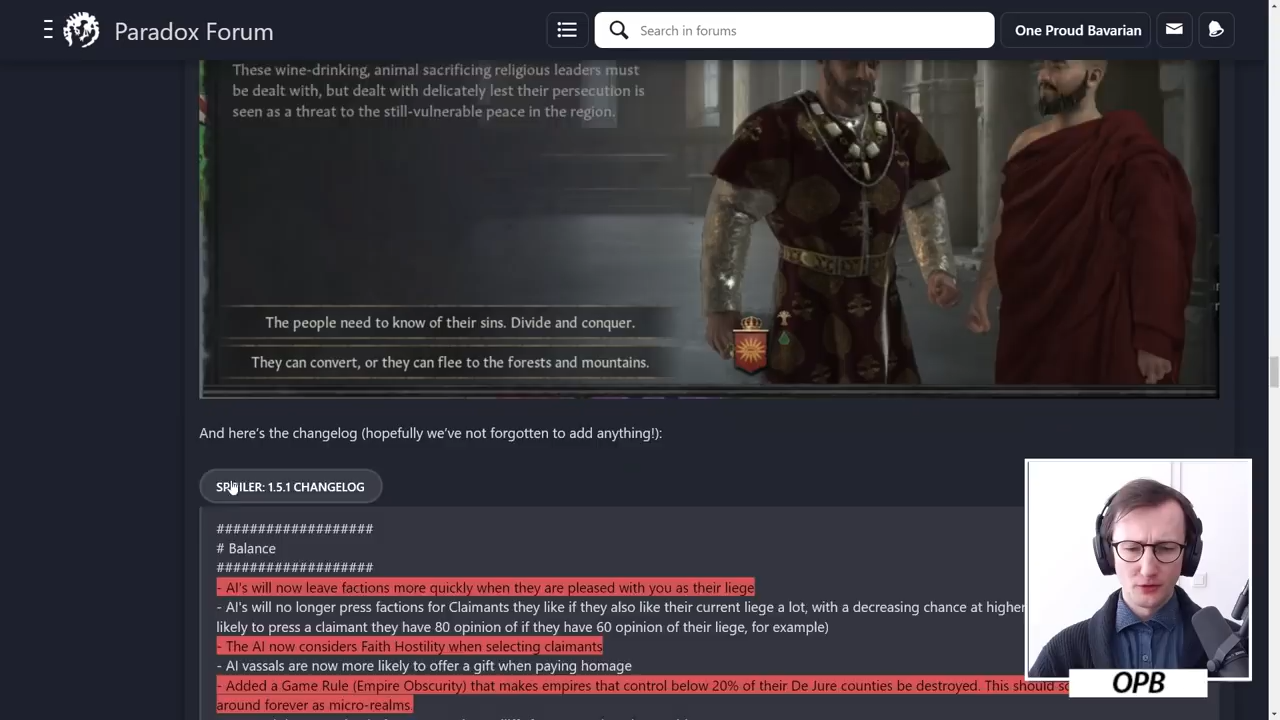 Paradox Forum
Search in forums
One Proud Bavarian
These wine-drinking, animal sacrificing religious leaders must
be dealt with, but dealt with delicately lest their persecution is
seen as a threat to the still-vulnerable peace in the region.
The people need to know of their sins. Divide and conquer.
They can convert, or they can flee to the forests and mountains.
And here's the changelog (hopefully we've not forgotten to add anything!):
SPOILER: 1.5.1 CHANGELOG
###################
# Balance
###################
- AI's will now leave factions more quickly when they are pleased with you as their liege
- AI's will no longer press factions for Claimants they like if they also like their current liege a lot, with a decreasing chance at higher
likely to press a claimant they have 80 opinion of if they have 60 opinion of their liege, for example)
- The AI now considers Faith Hostility when selecting claimants
- AI vassals are now more likely to offer a gift when paying homage
- Added a Game Rule (Empire Obscurity) that makes empires that control below 20% of their De Jure counties be destroyed. This should
around forever as micro-realms.
OPB